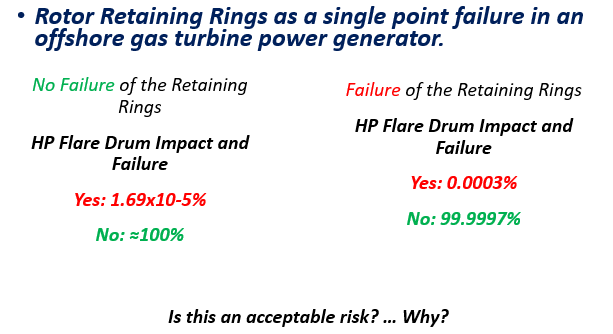 • Rotor Retaining Rings as a single point failure in an
offshore gas turbine power generator.
No Failure of the Retaining
Rings
HP Flare Drum Impact and
Failure
Yes: 1.69x10-5%
No: ≈100%
Failure of the Retaining Rings
HP Flare Drum Impact and
Failure
Yes: 0.0003%
No: 99.9997%
Is this an acceptable risk? … Why?